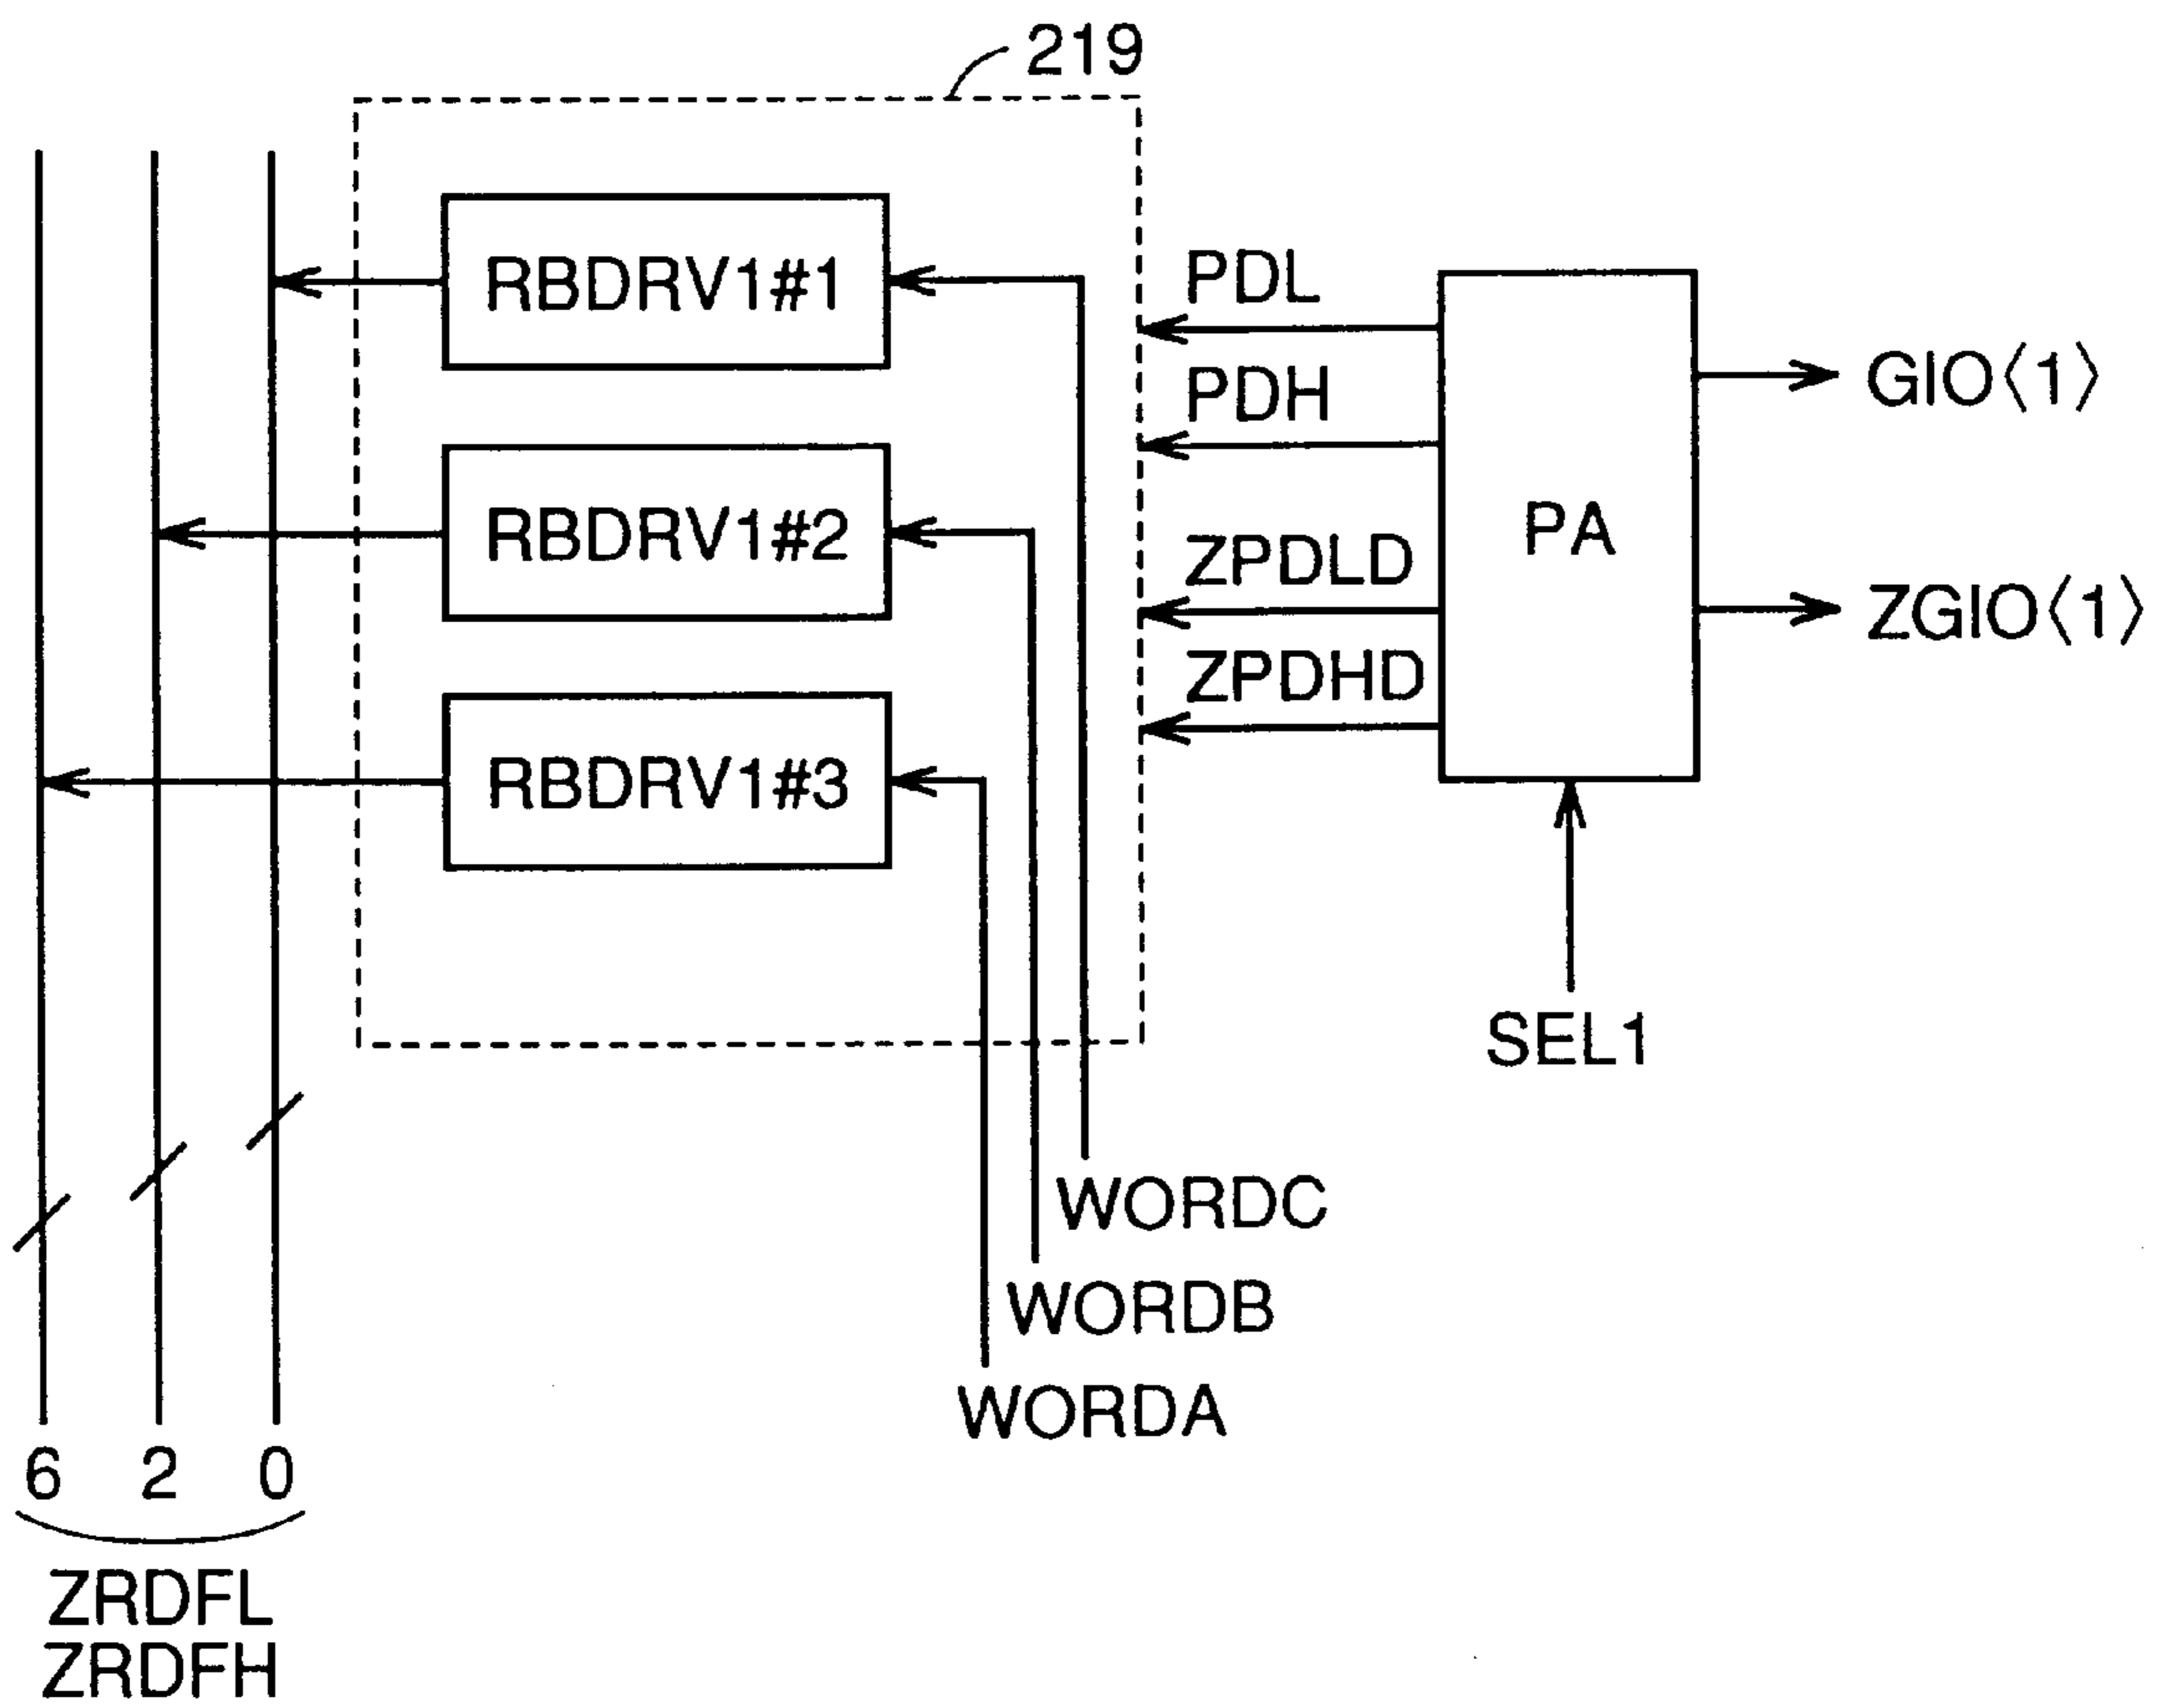 219
RBDRV1#1
PDL
PDH
GIO〈1〉
RBDRV1#2
PA
ZPDLD
ZGIO〈1〉
ZPDHD
RBDRV1#3
SEL1
WORDC
WORDB
WORDA
6 2 0
ZRDFL
ZRDFH